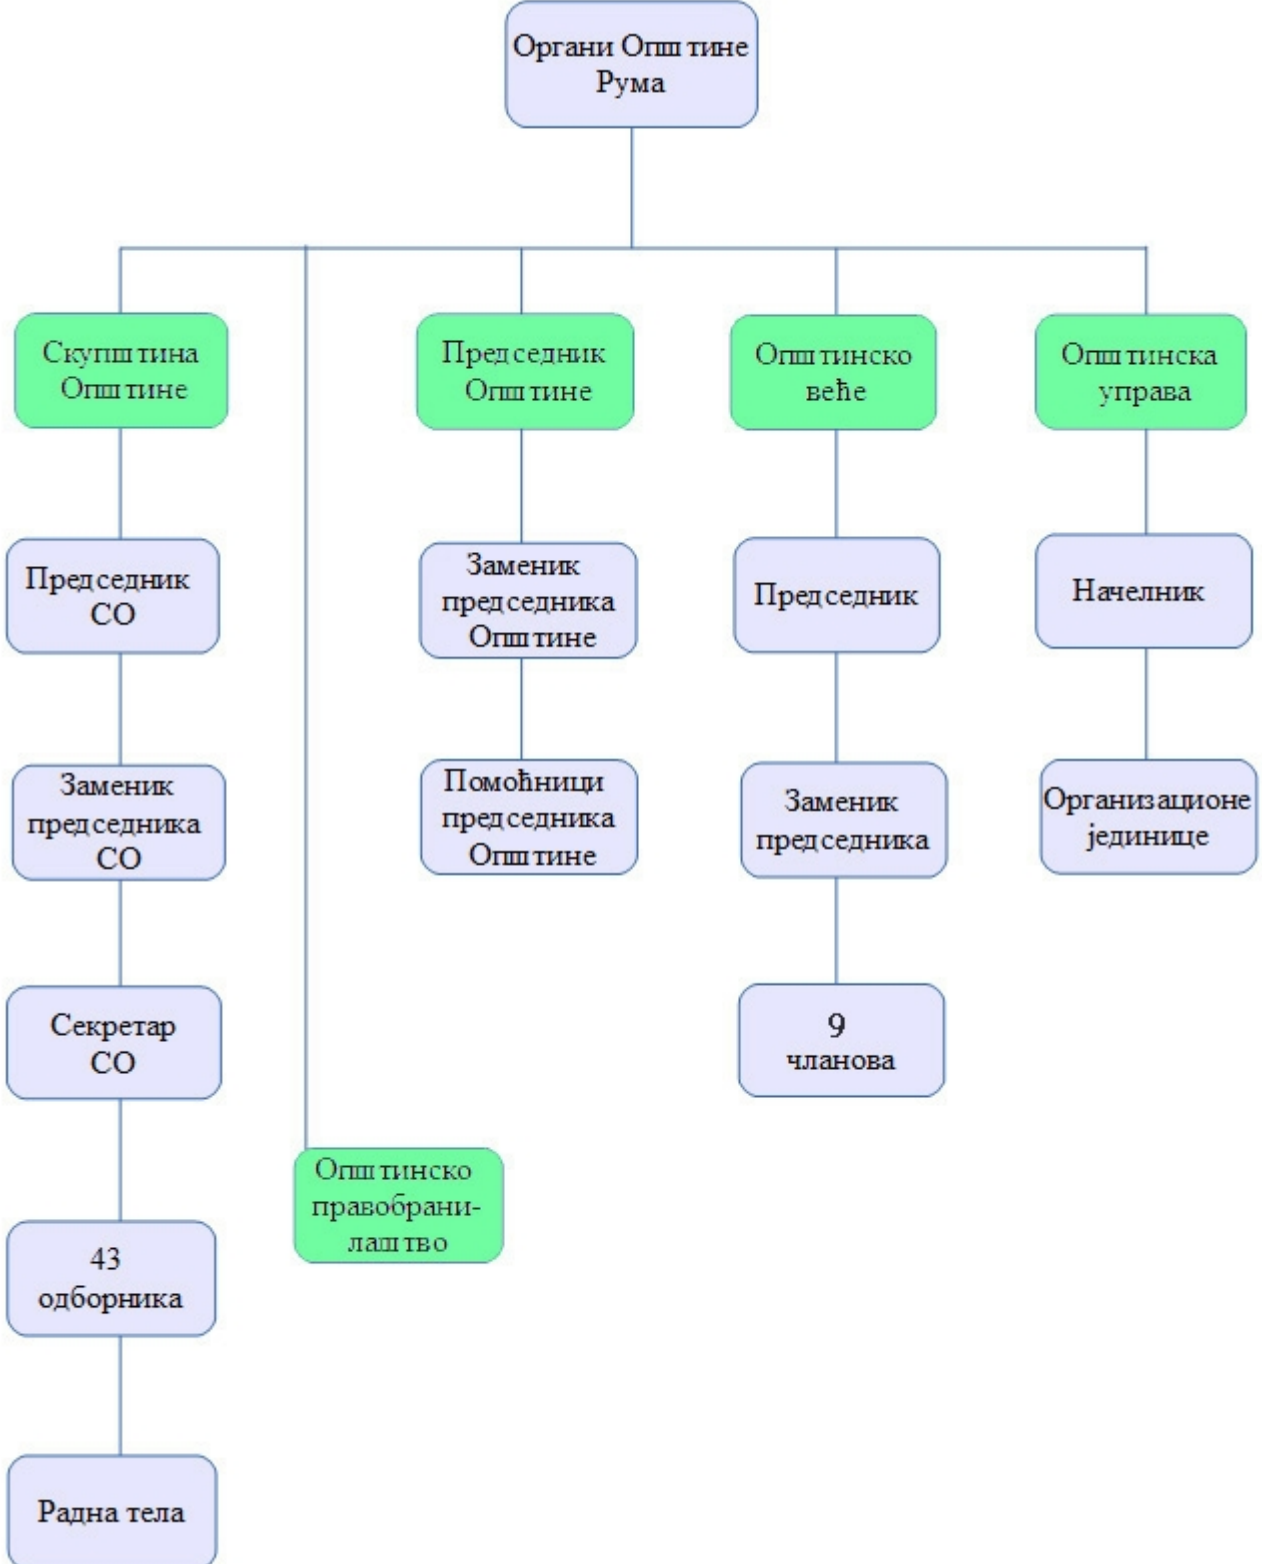 Органи Општине
Рума
Скупштина
Општине
Председник
СО
Заменик
председника
СО
Секретар
СО
43
одборника
Радна тела
Општинско
правобрани-
лаштво
Председник
Општине
Заменик
председника
Општине
Помоћници
председника
Општине
Општинско
веће
Председник
Заменик
председника
9
чланова
Општинска
управа
Начелник
Организационе
јединице